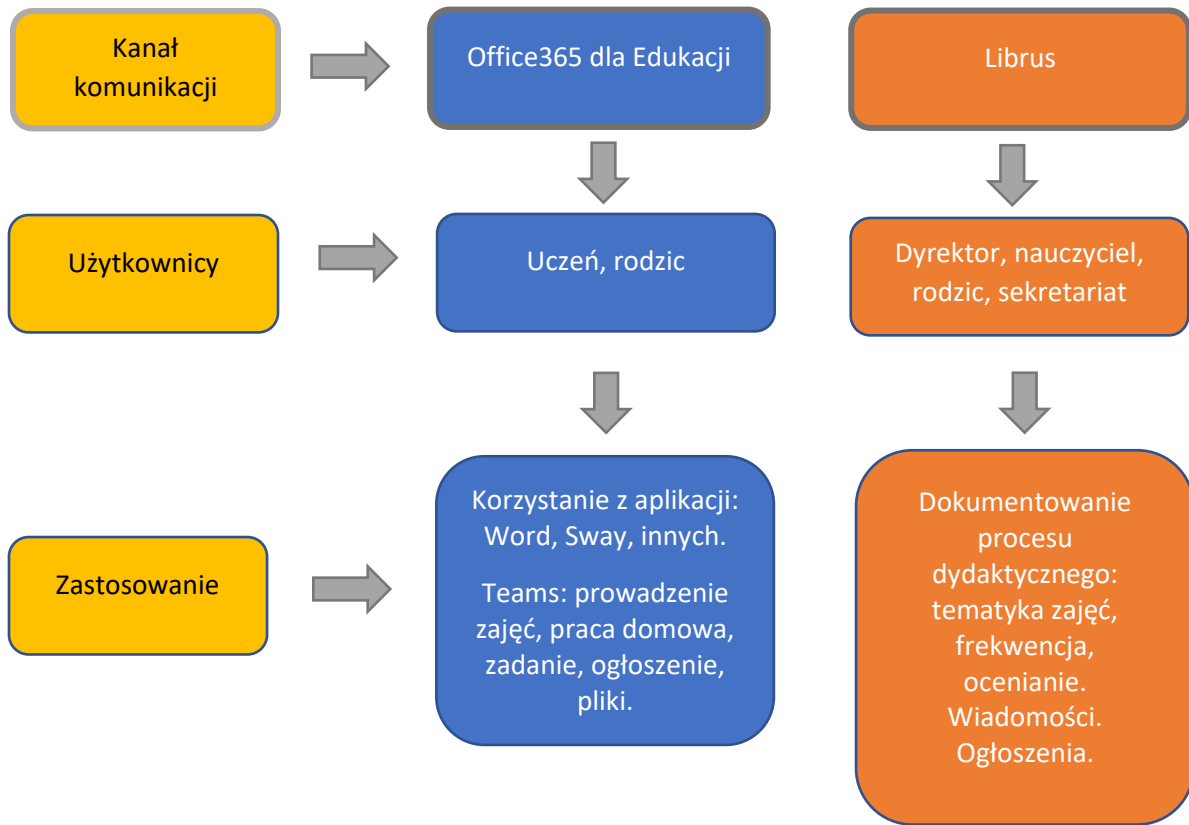 Kanał
komunikacji
Office365 dla Edukacji
Librus
Użytkownicy
Uczeń, rodzic
Dyrektor, nauczyciel,
rodzic, sekretariat
Zastosowanie
Korzystanie z aplikacji:
Word, Sway, innych.
Teams: prowadzenie
zajęć, praca domowa,
zadanie, ogłoszenie,
pliki.
Dokumentowanie
procesu
dydaktycznego:
tematyka zajęć,
frekwencja,
ocenianie.
Wiadomości.
Ogłoszenia.